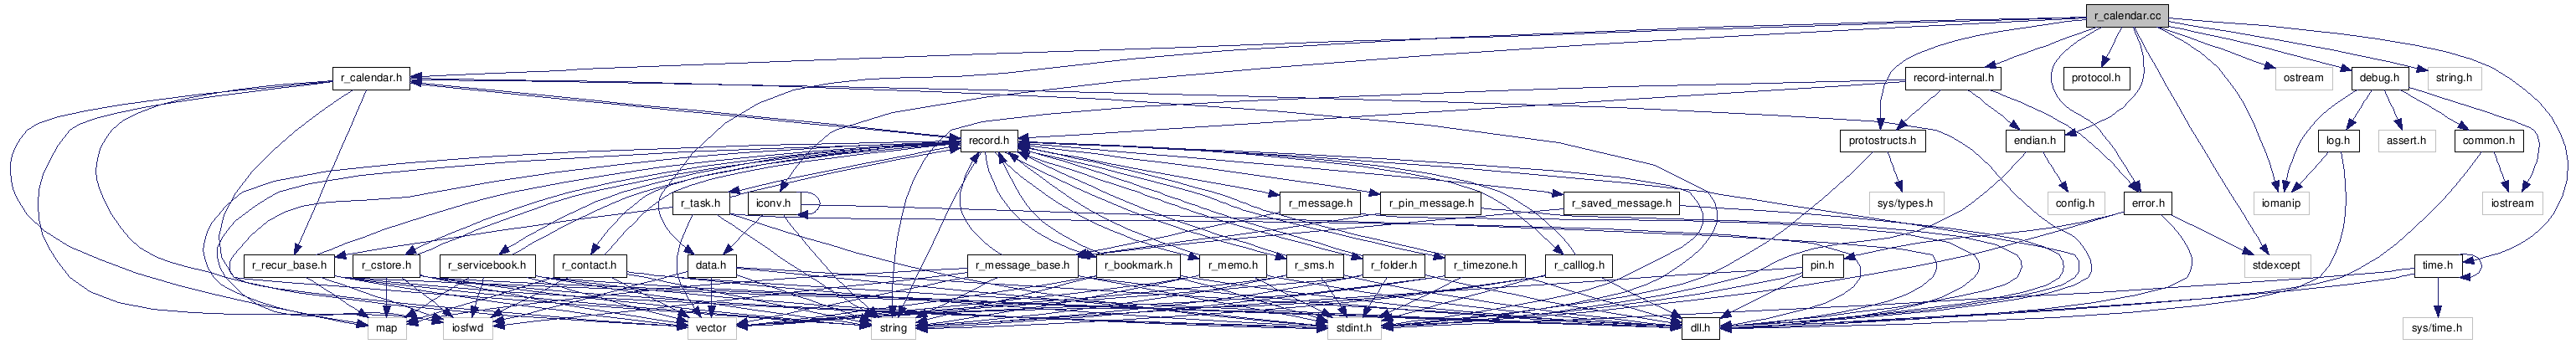 r_calendar.cc
r_calendar.h
record-internal.h
protocol.h
ostream
debug.h
string.h
record.h
protostructs.h
endian.h
log.h
assert.h
common.h
r_task.h
iconv.h
r_message.h
r_pin_message.h
r_saved_message.h
sys/types.h
config.h
error.h
iomanip
iostream
r_recur_base.h
r_cstore.h
r_servicebook.h
r_contact.h
data.h
r_message_base.h
r_bookmark.h
r_memo.h
r_sms.h
r_folder.h
r_timezone.h
r_calllog.h
pin.h
stdexcept
time.h
map
iosfwd
vector
string
stdint.h
dll.h
sys/time.h